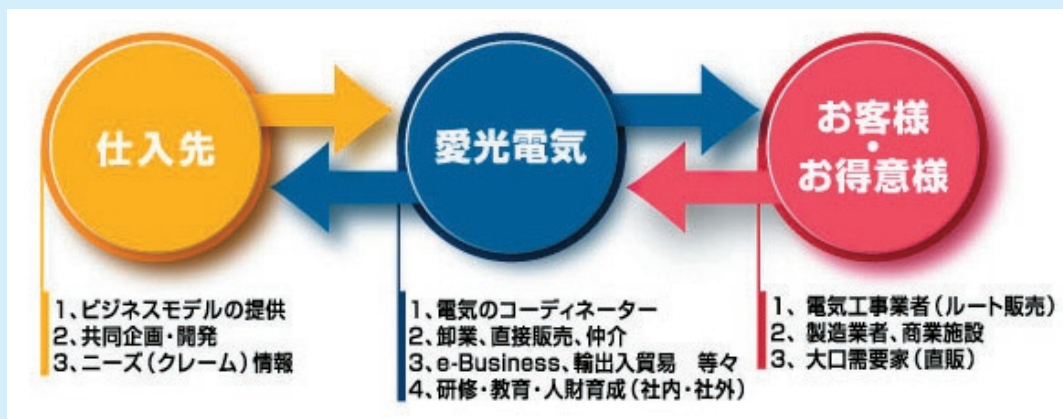 仕入先
愛光電気
お客様
・
お得意様
1、ビジネスモデルの提供
2、共同企画・開発
3、ニーズ（クレーム）情報
1、電気のコーディネーター
2、卸業、直接販売、仲介
3、e-Business、輸出入貿易　等々
4、研修・教育・人財育成（社内・社外）
1、電気工事業者（ルート販売）
2、製造業者、商業施設
3、大口需要家（直販）